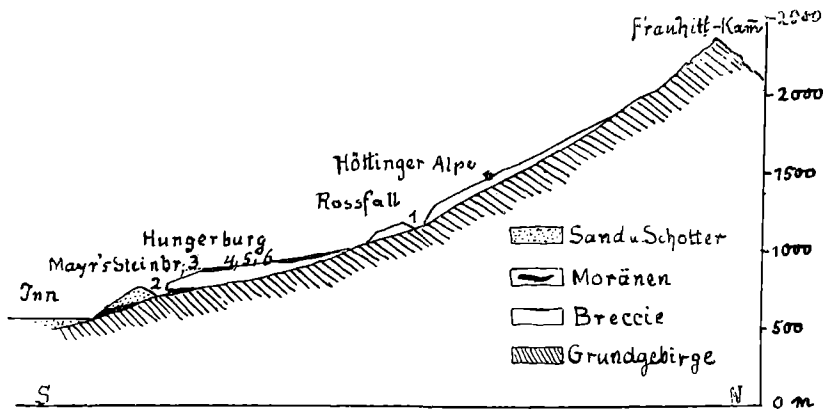 2500
Frauhitt-Kam̄
2000
Höttinger Alpe
1500
Rossfall
1
Hungerburg
Sand u Schotter
1000
Mayr's Steinbr. 3 4, 5, 6
2
Moränen
Inn
Breccie
500
Grundgebirge
S N
0 m